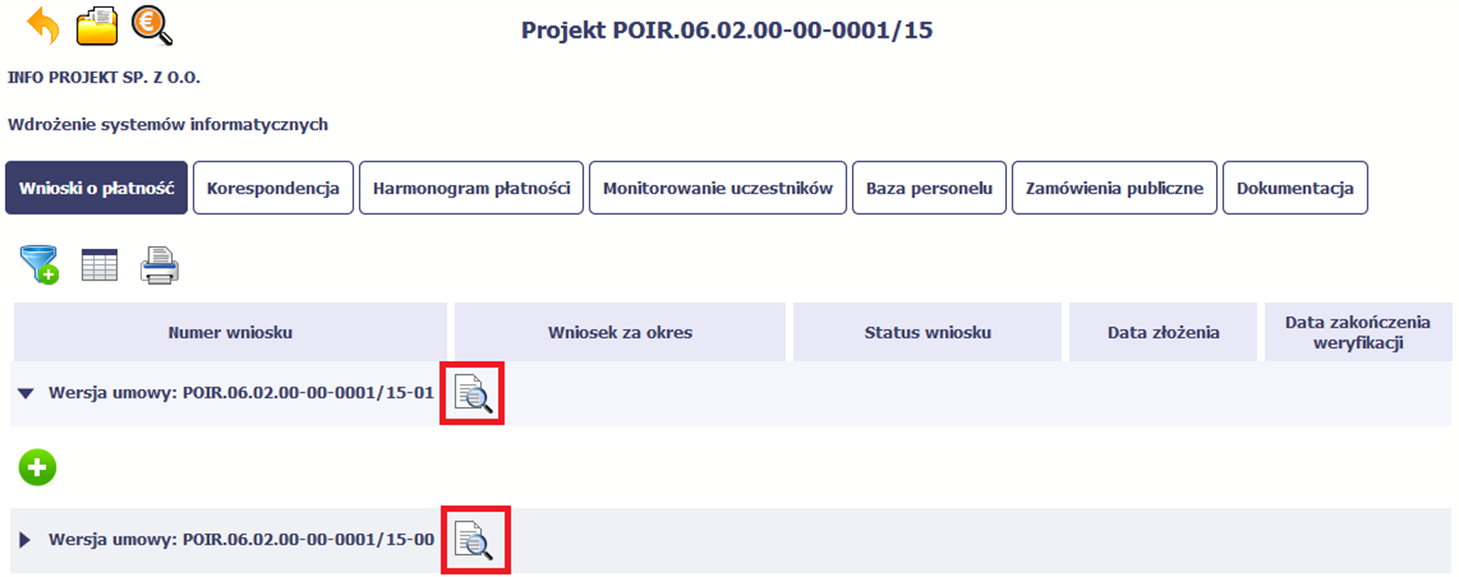 Projekt POIR.06.02.00-00-0001/15
INFO PROJEKT SP. Z O.O.
Wdrożenie systemów informatycznych
Wnioski o płatność Korespondencja Harmonogram płatności Monitorowanie uczestników Baza personelu Zamówienia publiczne Dokumentacja
Numer wniosku Wniosek za okres Status wniosku Data złożenia Data zakończenia
weryfikacji
Wersja umowy: POIR.06.02.00-00-0001/15-01
Wersja umowy: POIR.06.02.00-00-0001/15-00